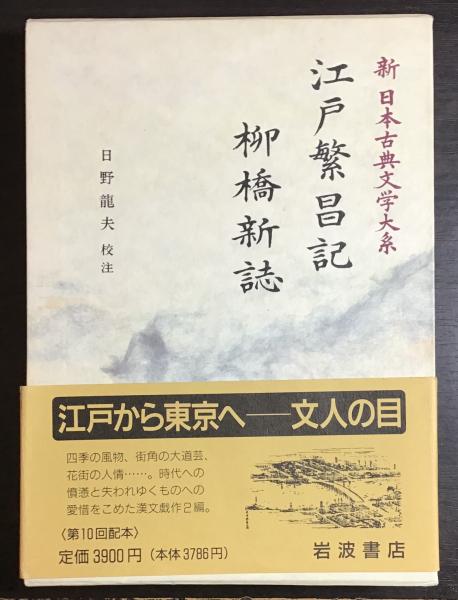 新 日本古典文学大系
江戸繁昌記
柳橋新誌
日野龍夫 校注
江戸から東京へ──文人の目
四季の風物、街角の大道芸、
花街の人情……。時代への
憤懣と失われゆくものへの
愛惜をこめた漢文戯作2編。
〈第10回配本〉
定価3900円（本体3786円）
岩波書店